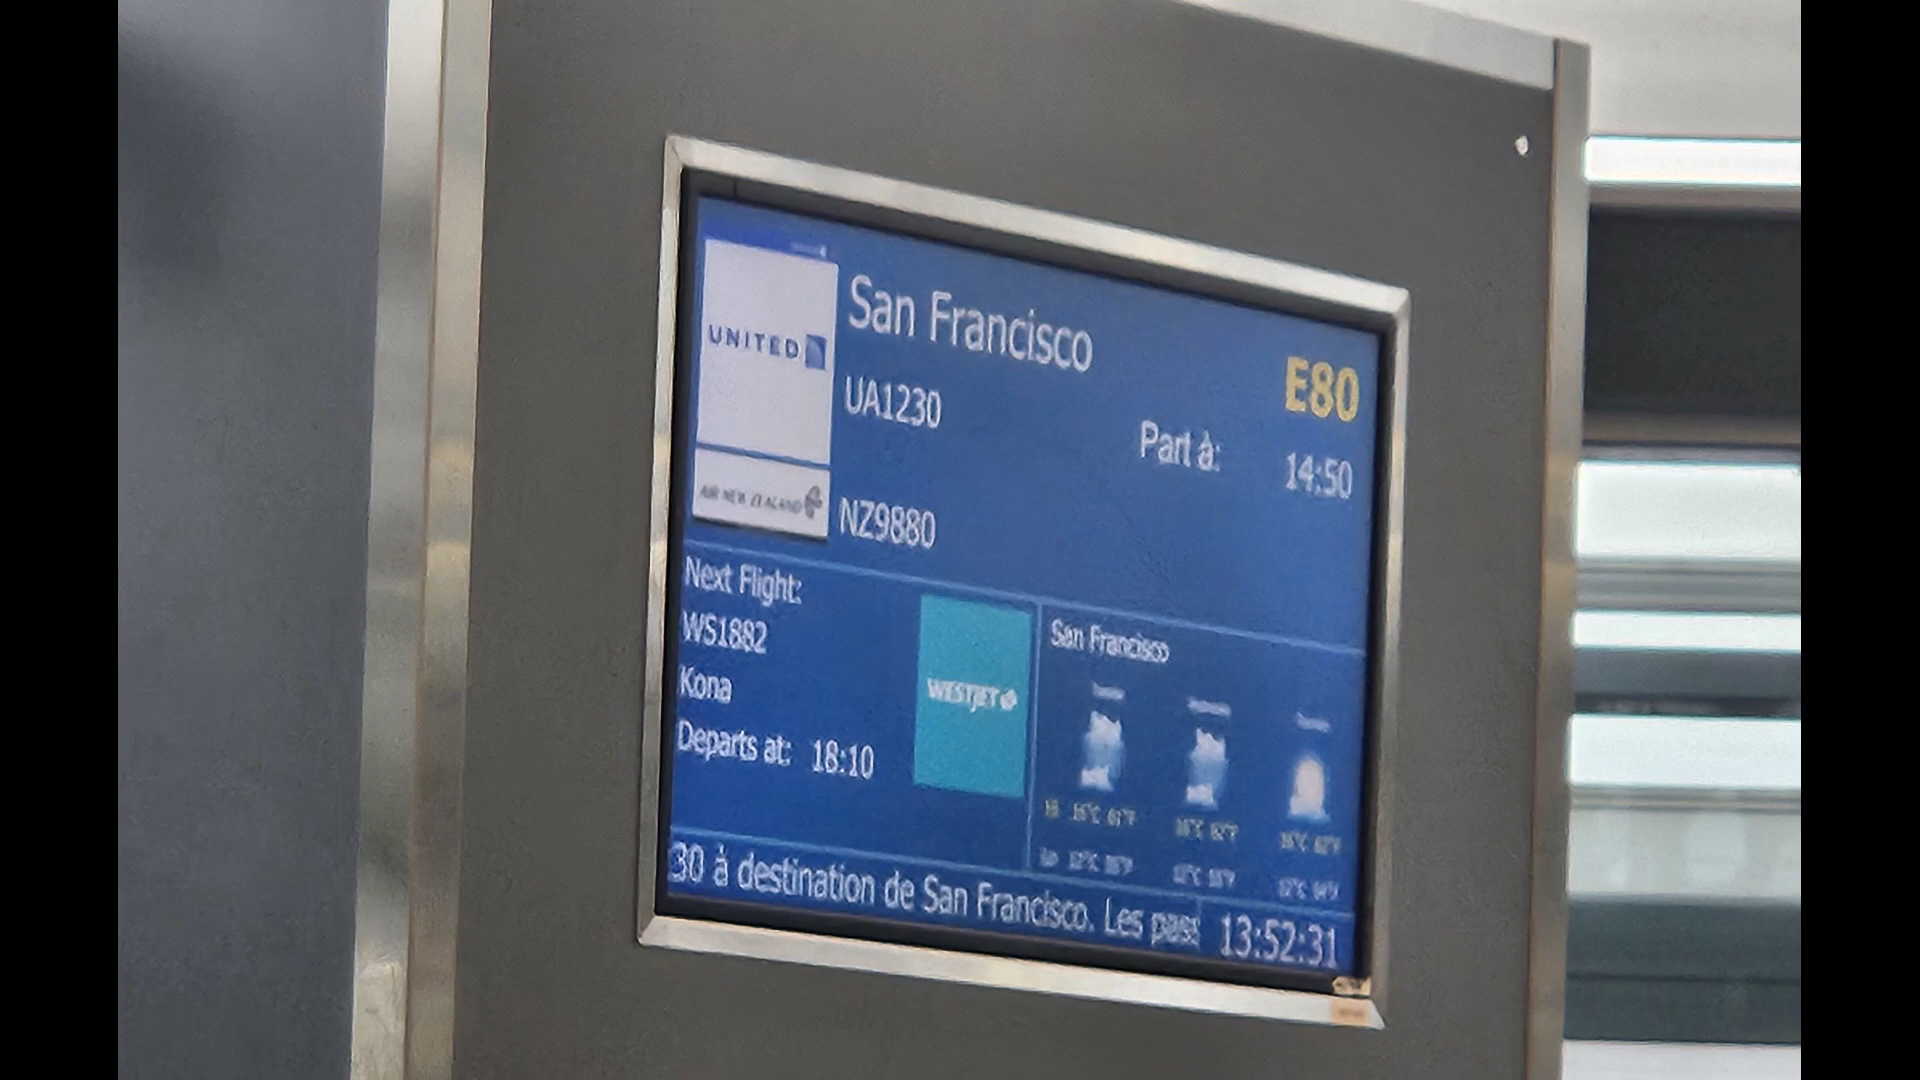 UNITED
San Francisco
E80
UA1230
Part à:
14:50
AIR NEW ZEALAND
NZ9880
Next Flight:
WS1882
Kona
Departs at: 18:10
WESTJET
San Francisco
30 à destination de San Francisco. Les pass
13:52:31